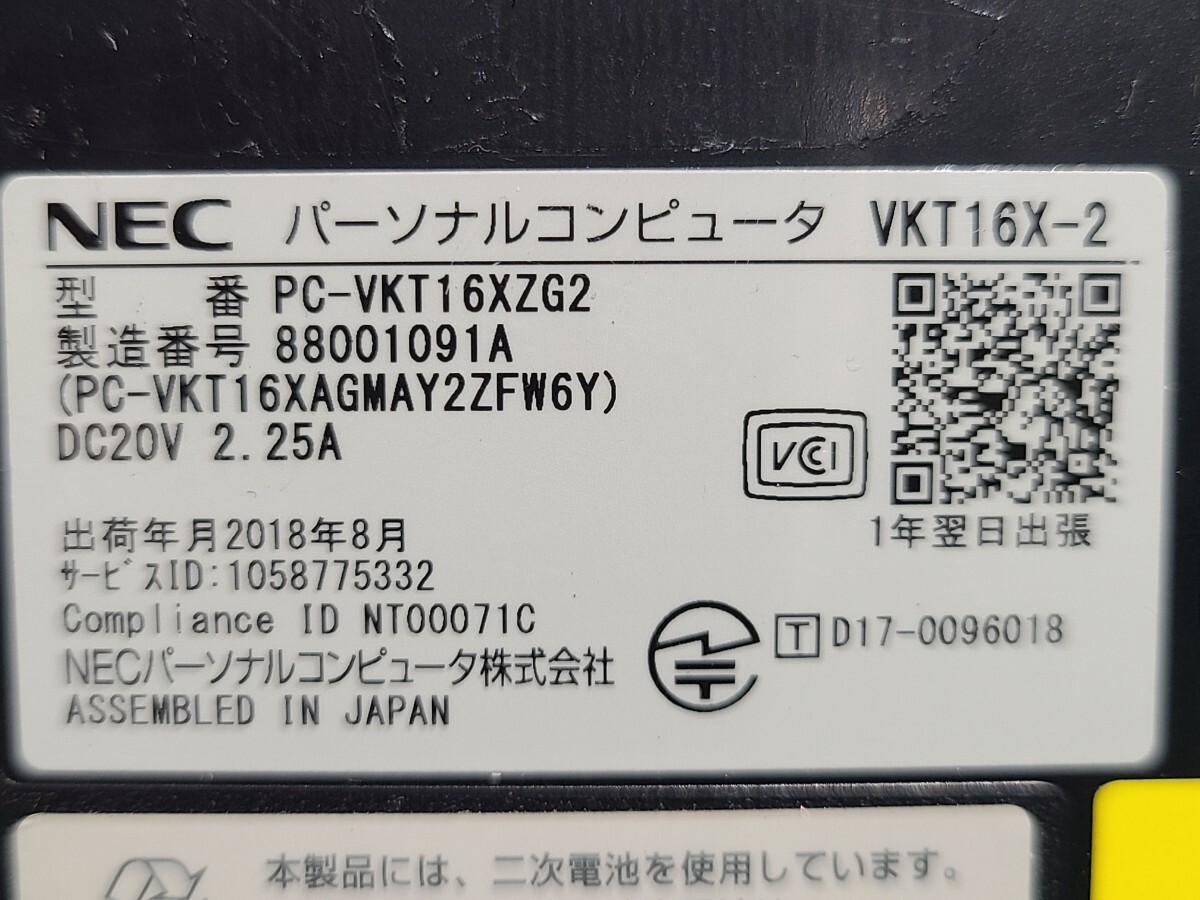 NEC パーソナルコンピュータ VKT16X-2
型 番 PC-VKT16XZG2
製造番号 88001091A
(PC-VKT16XAGMAY2ZFW6Y)
DC20V 2.25A
VCCI
1年翌日出張
出荷年月2018年8月
サービスID:1058775332
Compliance ID NT00071C
T D17-0096018
NECパーソナルコンピュータ株式会社
ASSEMBLED IN JAPAN
本製品には、二次電池を使用しています。